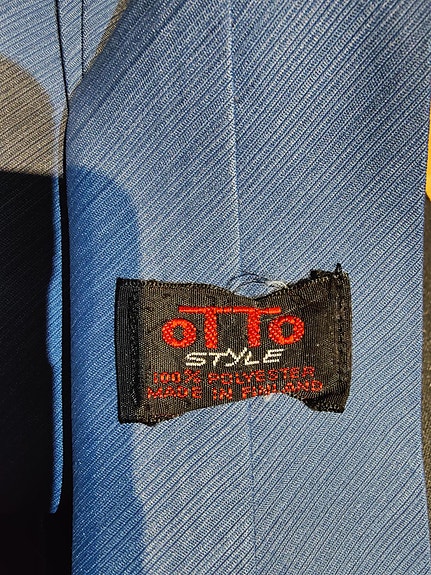 OTTO
STYLE
100% POLYESTER
MADE IN FINLAND